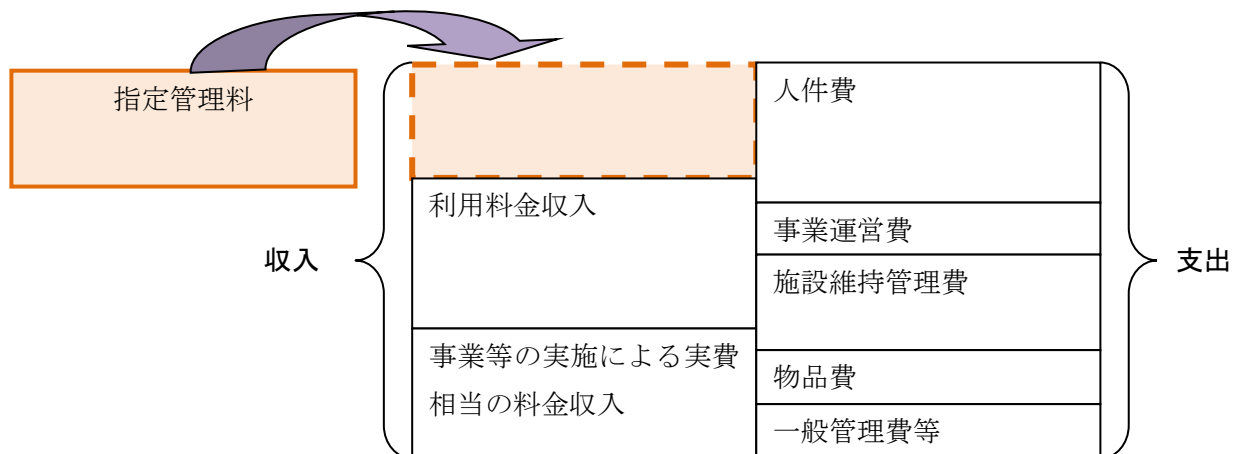 指定管理料
人件費
利用料金収入
事業運営費
収入
施設維持管理費
支出
事業等の実施による実費
相当の料金収入
物品費
一般管理費等